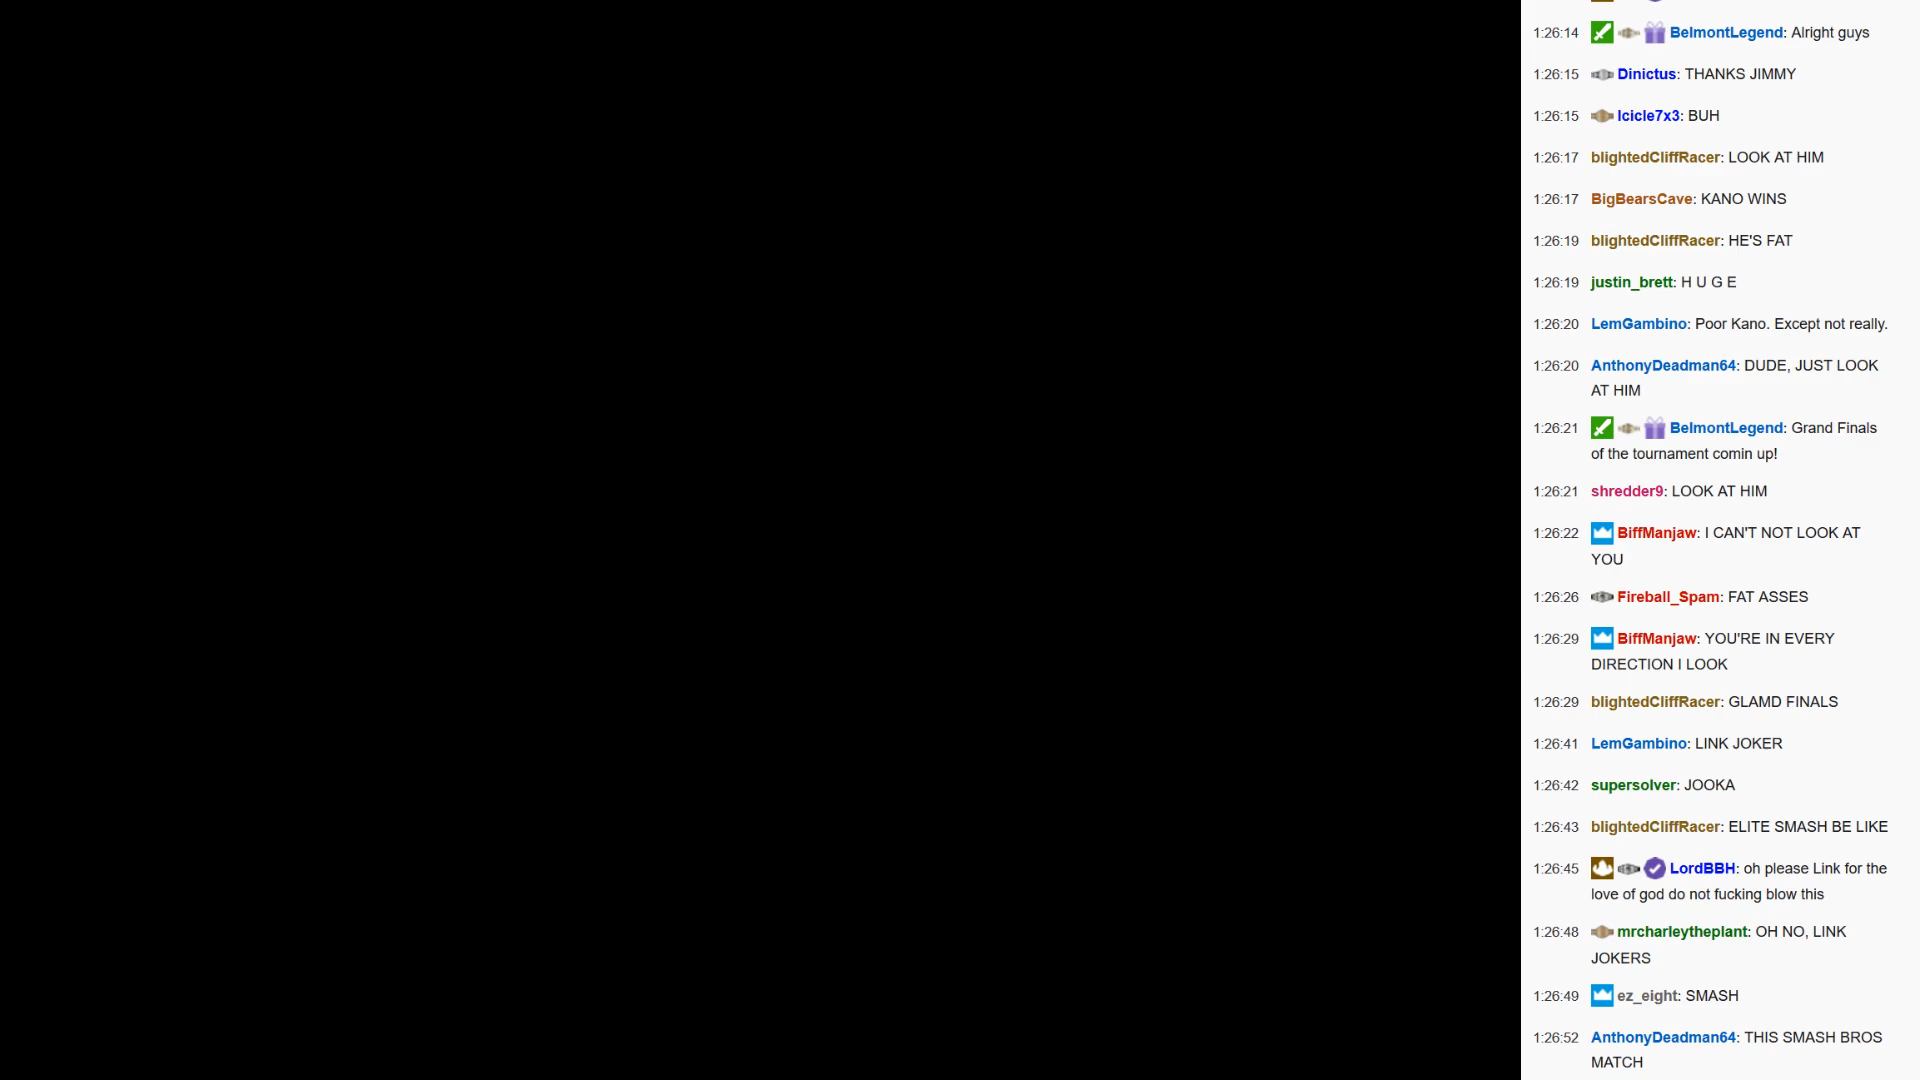 1:26:14 BelmontLegend: Alright guys
1:26:15 Dinictus: THANKS JIMMY
1:26:15 Icicle7x3: BUH
1:26:17 blightedCliffRacer: LOOK AT HIM
1:26:17 BigBearsCave: KANO WINS
1:26:19 blightedCliffRacer: HE'S FAT
1:26:19 justin_brett: H U G E
1:26:20 LemGambino: Poor Kano. Except not really.
1:26:20 AnthonyDeadman64: DUDE, JUST LOOK
AT HIM
1:26:21 BelmontLegend: Grand Finals
of the tournament comin up!
1:26:21 shredder9: LOOK AT HIM
1:26:22 BiffManjaw: I CAN'T NOT LOOK AT
YOU
1:26:26 Fireball_Spam: FAT ASSES
1:26:29 BiffManjaw: YOU'RE IN EVERY
DIRECTION I LOOK
1:26:29 blightedCliffRacer: GLAMD FINALS
1:26:41 LemGambino: LINK JOKER
1:26:42 supersolver: JOOKA
1:26:43 blightedCliffRacer: ELITE SMASH BE LIKE
1:26:45 LordBBH: oh please Link for the
love of god do not fucking blow this
1:26:48 mrcharleytheplant: OH NO, LINK
JOKERS
1:26:49 ez_eight: SMASH
1:26:52 AnthonyDeadman64: THIS SMASH BROS
MATCH